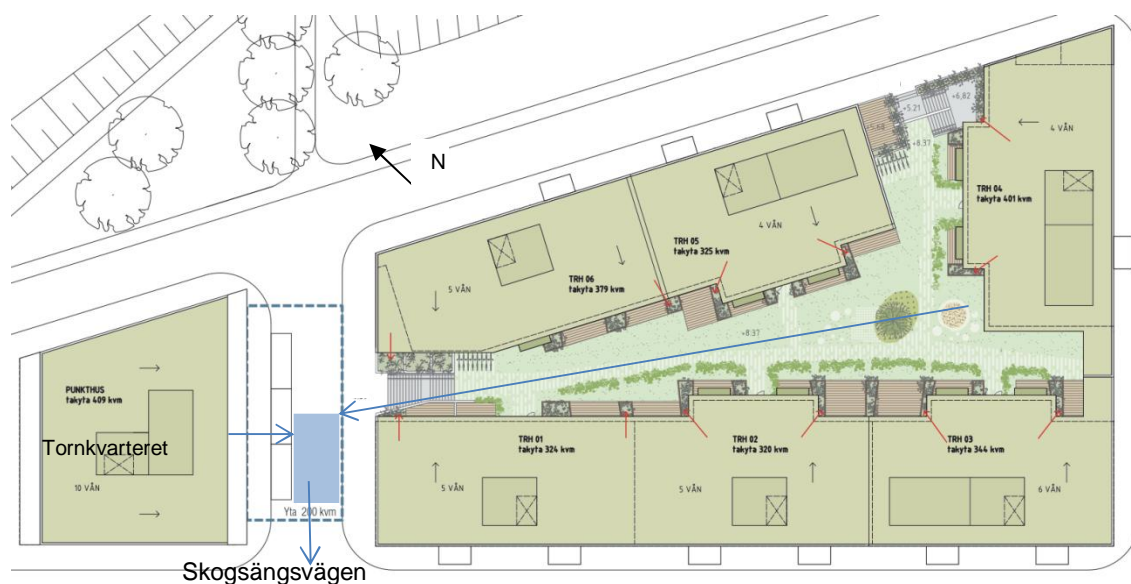 N
+5.21
+6,82
+5.68
+8.37
4 VÅN
TRH 04
takyta 401 kvm
4 VÅN
TRH 05
takyta 325 kvm
TRH 06
takyta 379 kvm
5 VÅN
+8.37
PUNKTHUS
takyta 409 kvm
Tornkvarteret
10 VÅN
Yta 200 kvm
Skogsängsvägen
TRH 01
takyta 324 kvm
5 VÅN
TRH 02
takyta 320 kvm
5 VÅN
TRH 03
takyta 344 kvm
6 VÅN